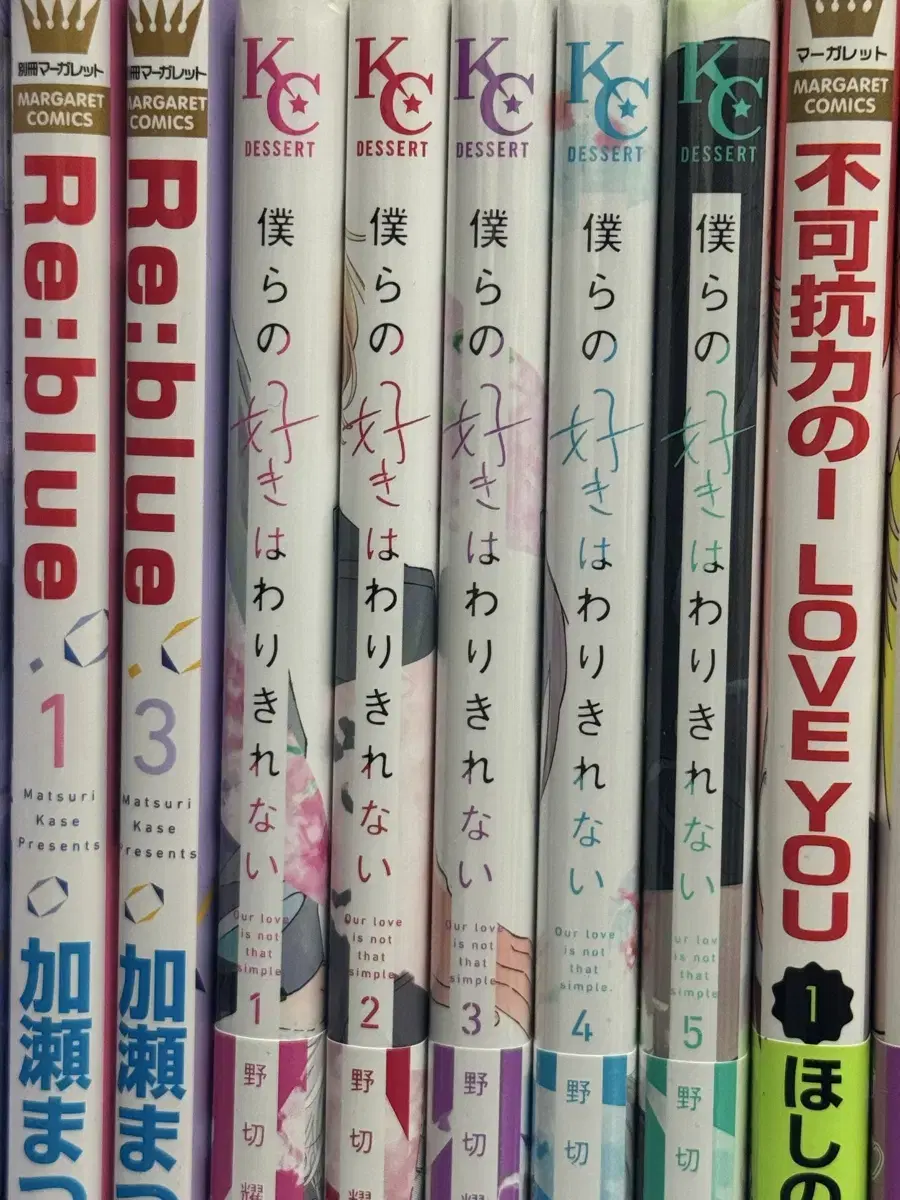 別冊マーガレット
MARGARET
COMICS
Re:blue
1
Matsuri
Kase
Presents
加瀬まつ
別冊マーガレット
MARGARET
COMICS
Re:blue
3
Matsuri
Kase
Presents
加瀬まつ
KC
DESSERT
僕らの好きはわりきれない
Our love
is not
that
simple.
1
野切耀
KC
DESSERT
僕らの好きはわりきれない
Our love
is not
that
simple.
2
野切耀
KC
DESSERT
僕らの好きはわりきれない
Our love
is not
that
simple.
3
野切耀
KC
DESSERT
僕らの好きはわりきれない
Our love
is not
that
simple.
4
野切
KC
DESSERT
僕らの好きはわりきれない
Our love
is not
that
simple.
5
野切
マーガレット
MARGARET
COMICS
不可抗力のI LOVE YOU
1
ほしの